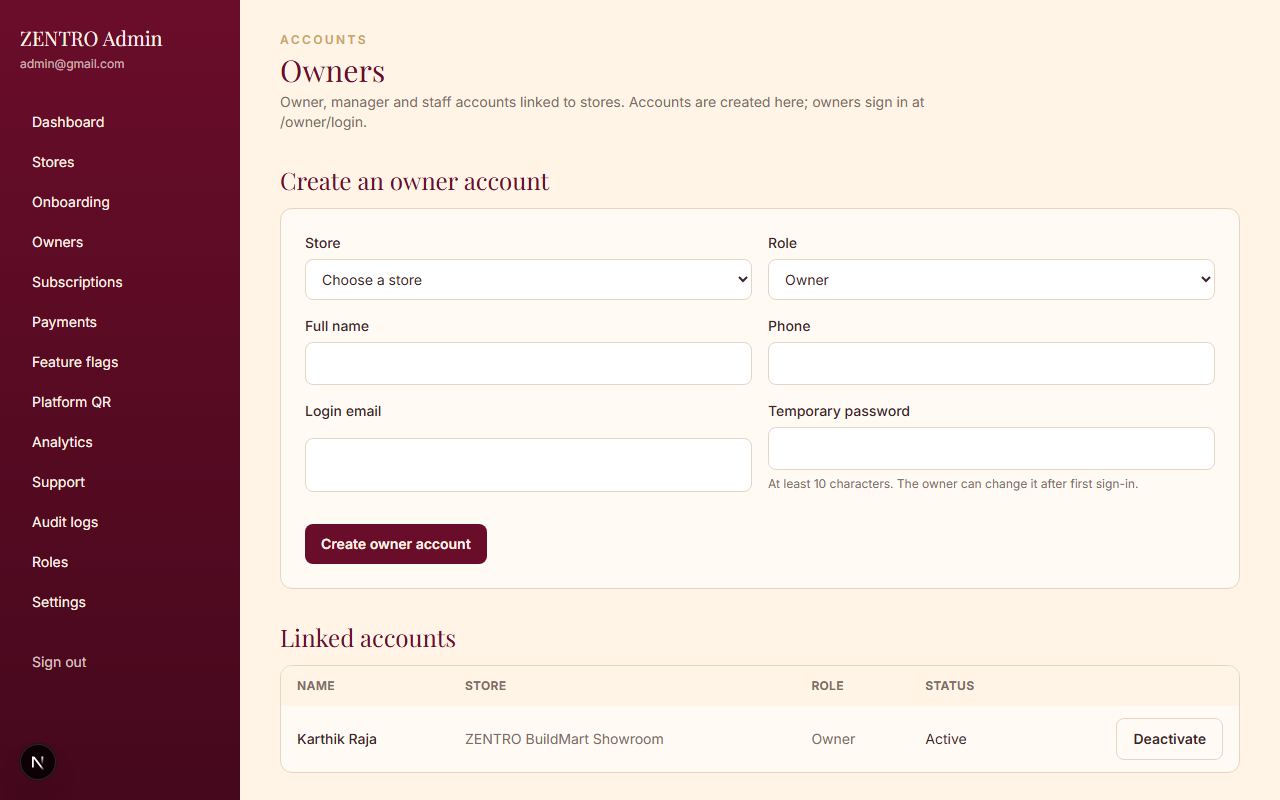 ZENTRO Admin
admin@gmail.com
Dashboard
Stores
Onboarding
Owners
Subscriptions
Payments
Feature flags
Platform QR
Analytics
Support
Audit logs
Roles
Settings
Sign out
N
ACCOUNTS
Owners
Owner, manager and staff accounts linked to stores. Accounts are created here; owners sign in at
/owner/login.
Create an owner account
Store Role
Choose a store Owner
Full name Phone
Login email Temporary password
At least 10 characters. The owner can change it after first sign-in.
Create owner account
Linked accounts
NAME STORE ROLE STATUS
Karthik Raja ZENTRO BuildMart Showroom Owner Active Deactivate